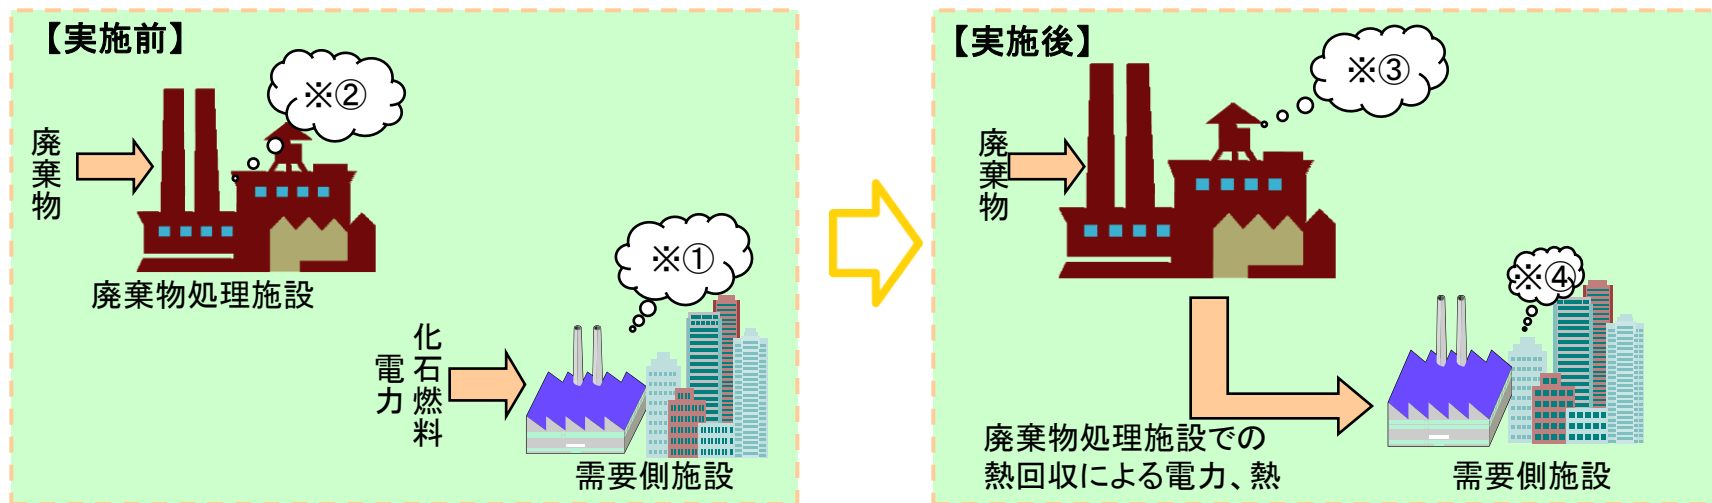 【実施前】
※②
廃棄物
廃棄物処理施設
※①
化石燃料
電力
需要側施設
【実施後】
※③
廃棄物
※④
廃棄物処理施設での
熱回収による電力、熱
需要側施設